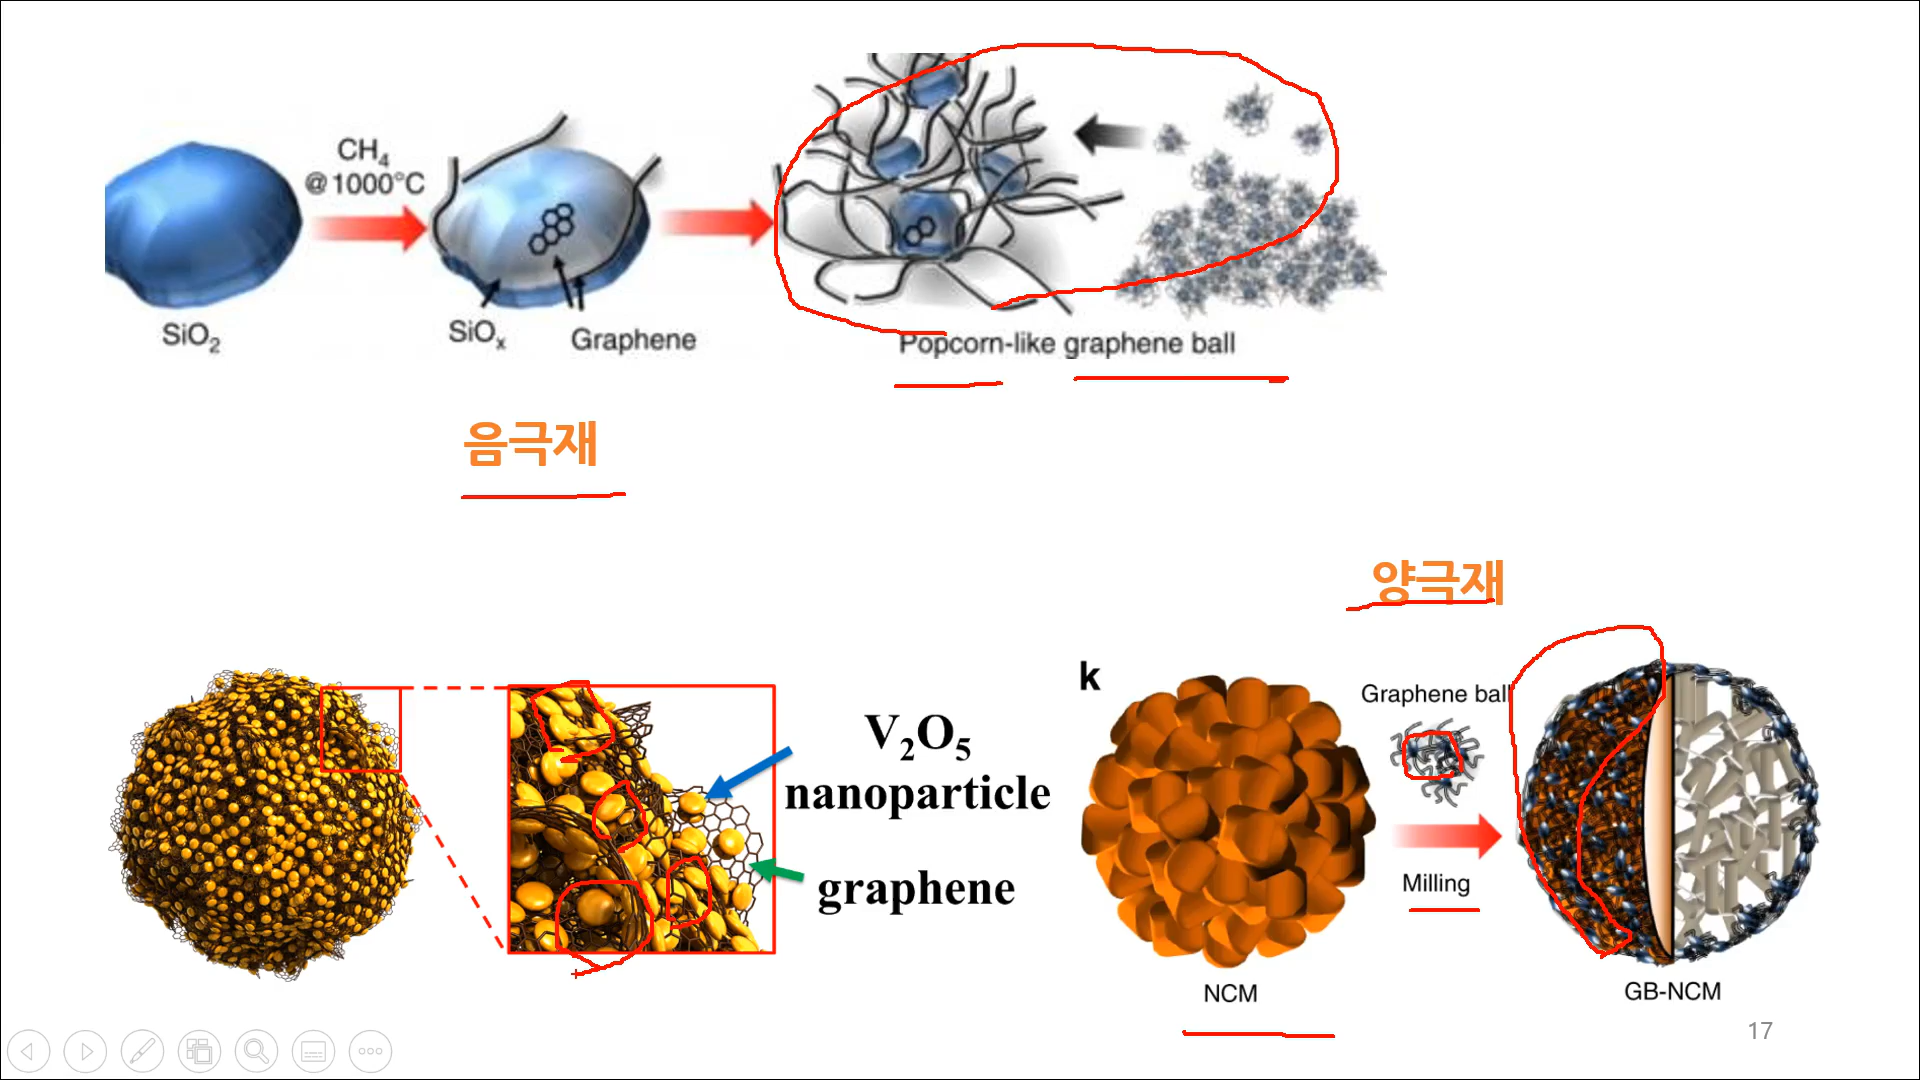 CH₄
@1000°C
SiO₂
SiOₓ
Graphene
Popcorn-like graphene ball
음극재
양극재
V₂O₅
nanoparticle
graphene
k
Graphene ball
Milling
NCM
GB-NCM
17